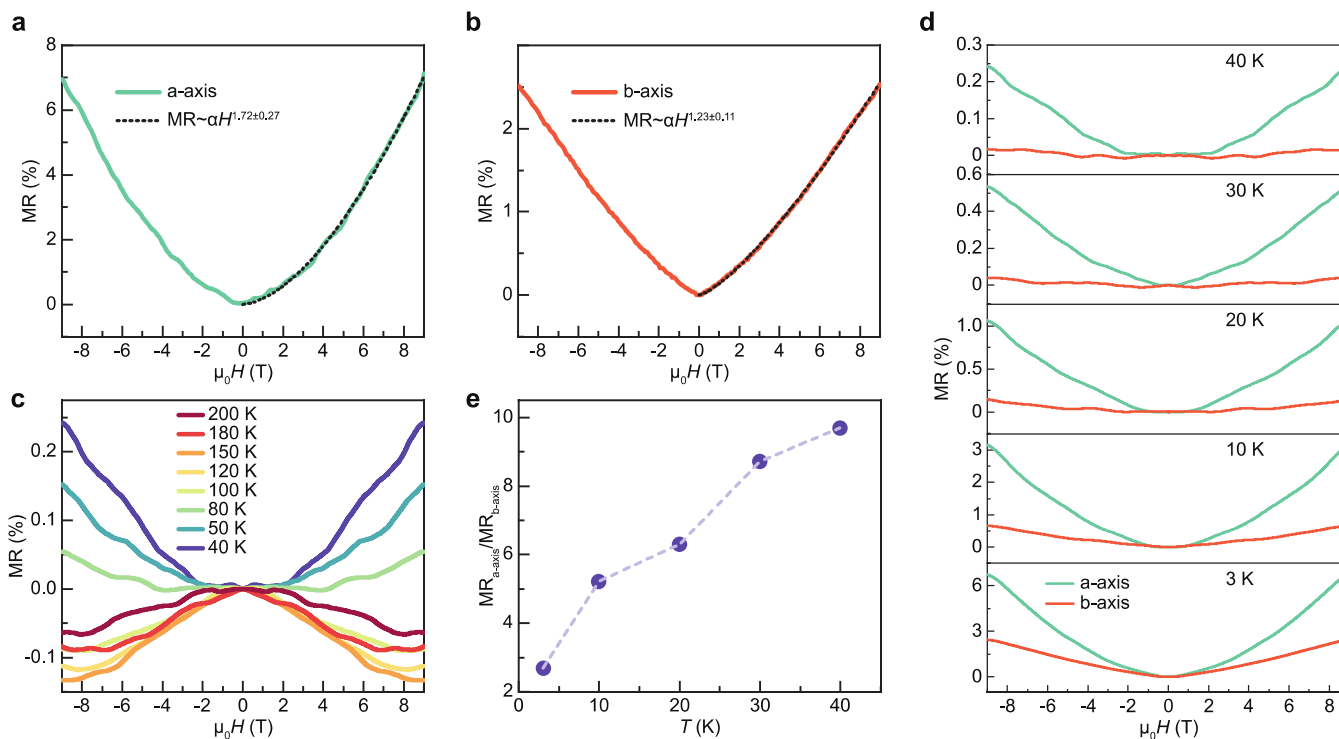 a
8
6
4
2
0
MR (%)
a-axis
MR~αH^1.72±0.27
-8 -6 -4 -2 0 2 4 6 8
μ₀H (T)
b
2
1
0
MR (%)
b-axis
MR~αH^1.23±0.11
-8 -6 -4 -2 0 2 4 6 8
μ₀H (T)
c
0.2
0.1
0.0
-0.1
MR (%)
200 K
180 K
150 K
120 K
100 K
80 K
50 K
40 K
-8 -6 -4 -2 0 2 4 6 8
μ₀H (T)
e
10
8
6
4
2
MR_a-axis/MR_b-axis
0 10 20 30 40
T (K)
d
0.3
0.2
0.1
0
40 K
0.6
0.4
0.2
0
30 K
1.0
0.5
0
20 K
MR (%)
3
2
1
0
10 K
6
3
0
3 K
a-axis
b-axis
-8 -6 -4 -2 0 2 4 6 8
μ₀H (T)